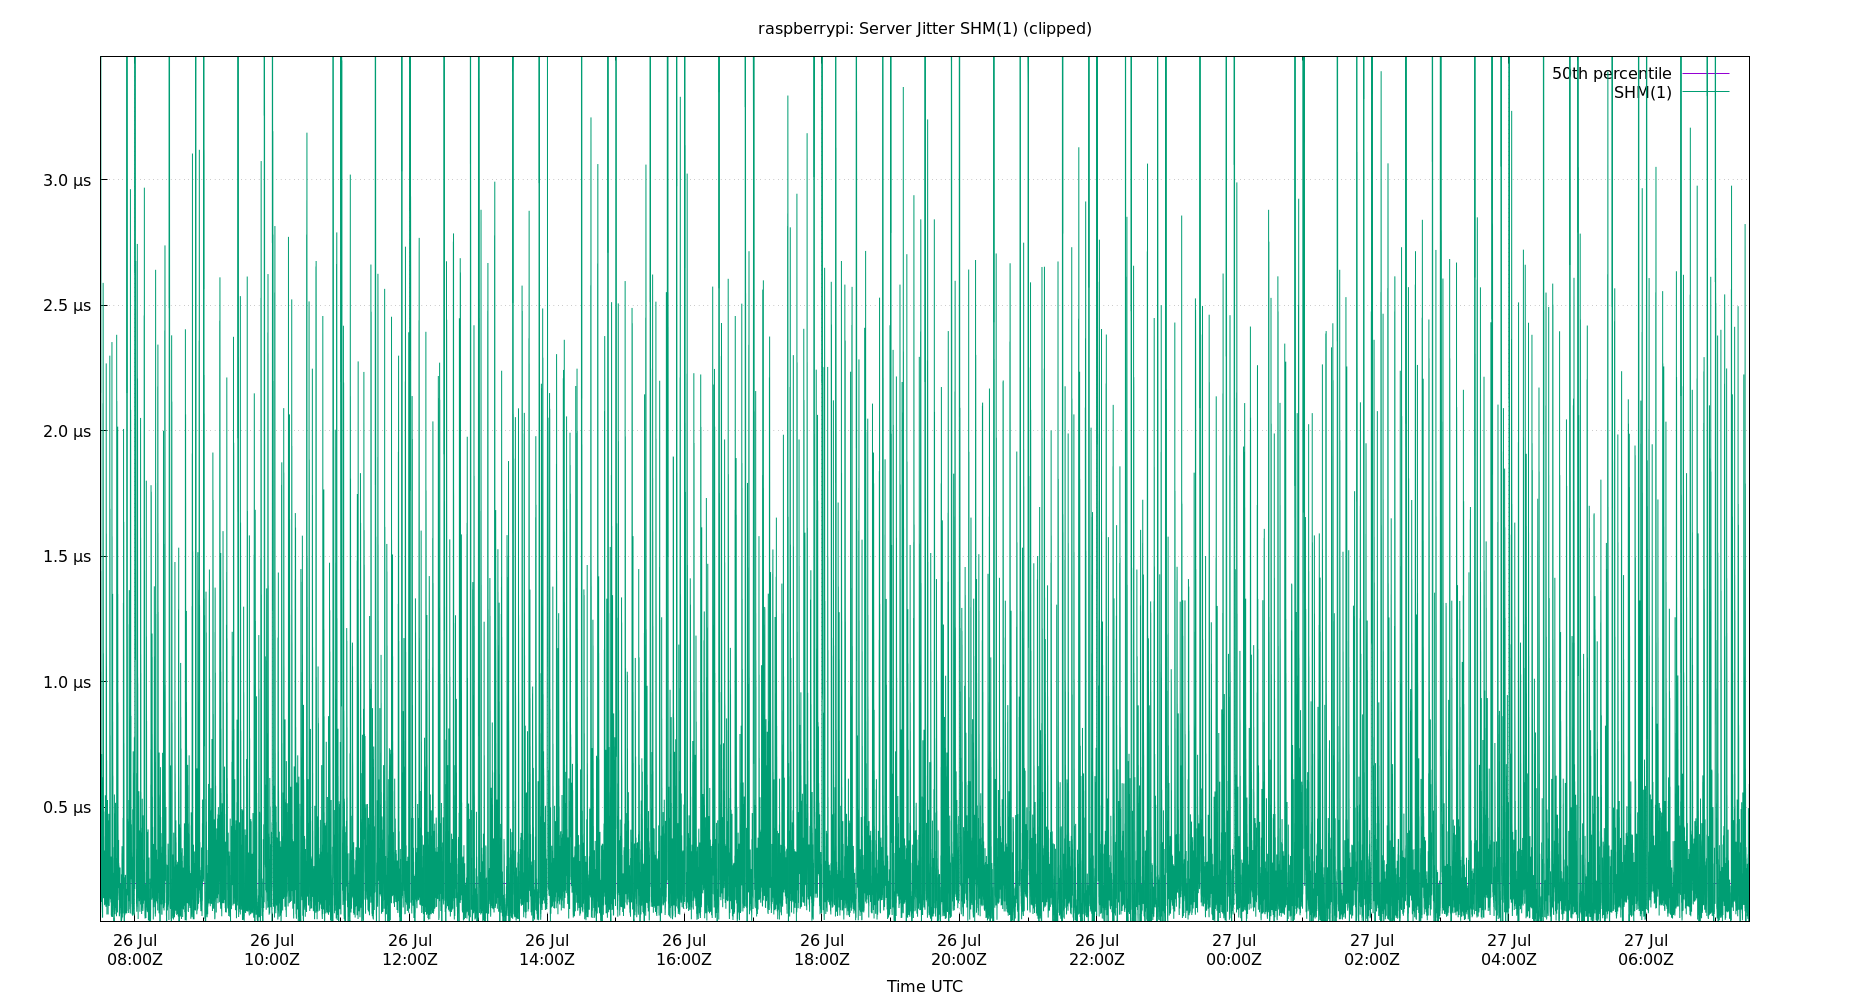 raspberrypi: Server Jitter SHM(1) (clipped)
50th percentile
SHM(1)
3.0 µs
2.5 µs
2.0 µs
1.5 µs
1.0 µs
0.5 µs
26 Jul 26 Jul 26 Jul 26 Jul 26 Jul 26 Jul 26 Jul 26 Jul 27 Jul 27 Jul 27 Jul 27 Jul
08:00Z 10:00Z 12:00Z 14:00Z 16:00Z 18:00Z 20:00Z 22:00Z 00:00Z 02:00Z 04:00Z 06:00Z
Time UTC